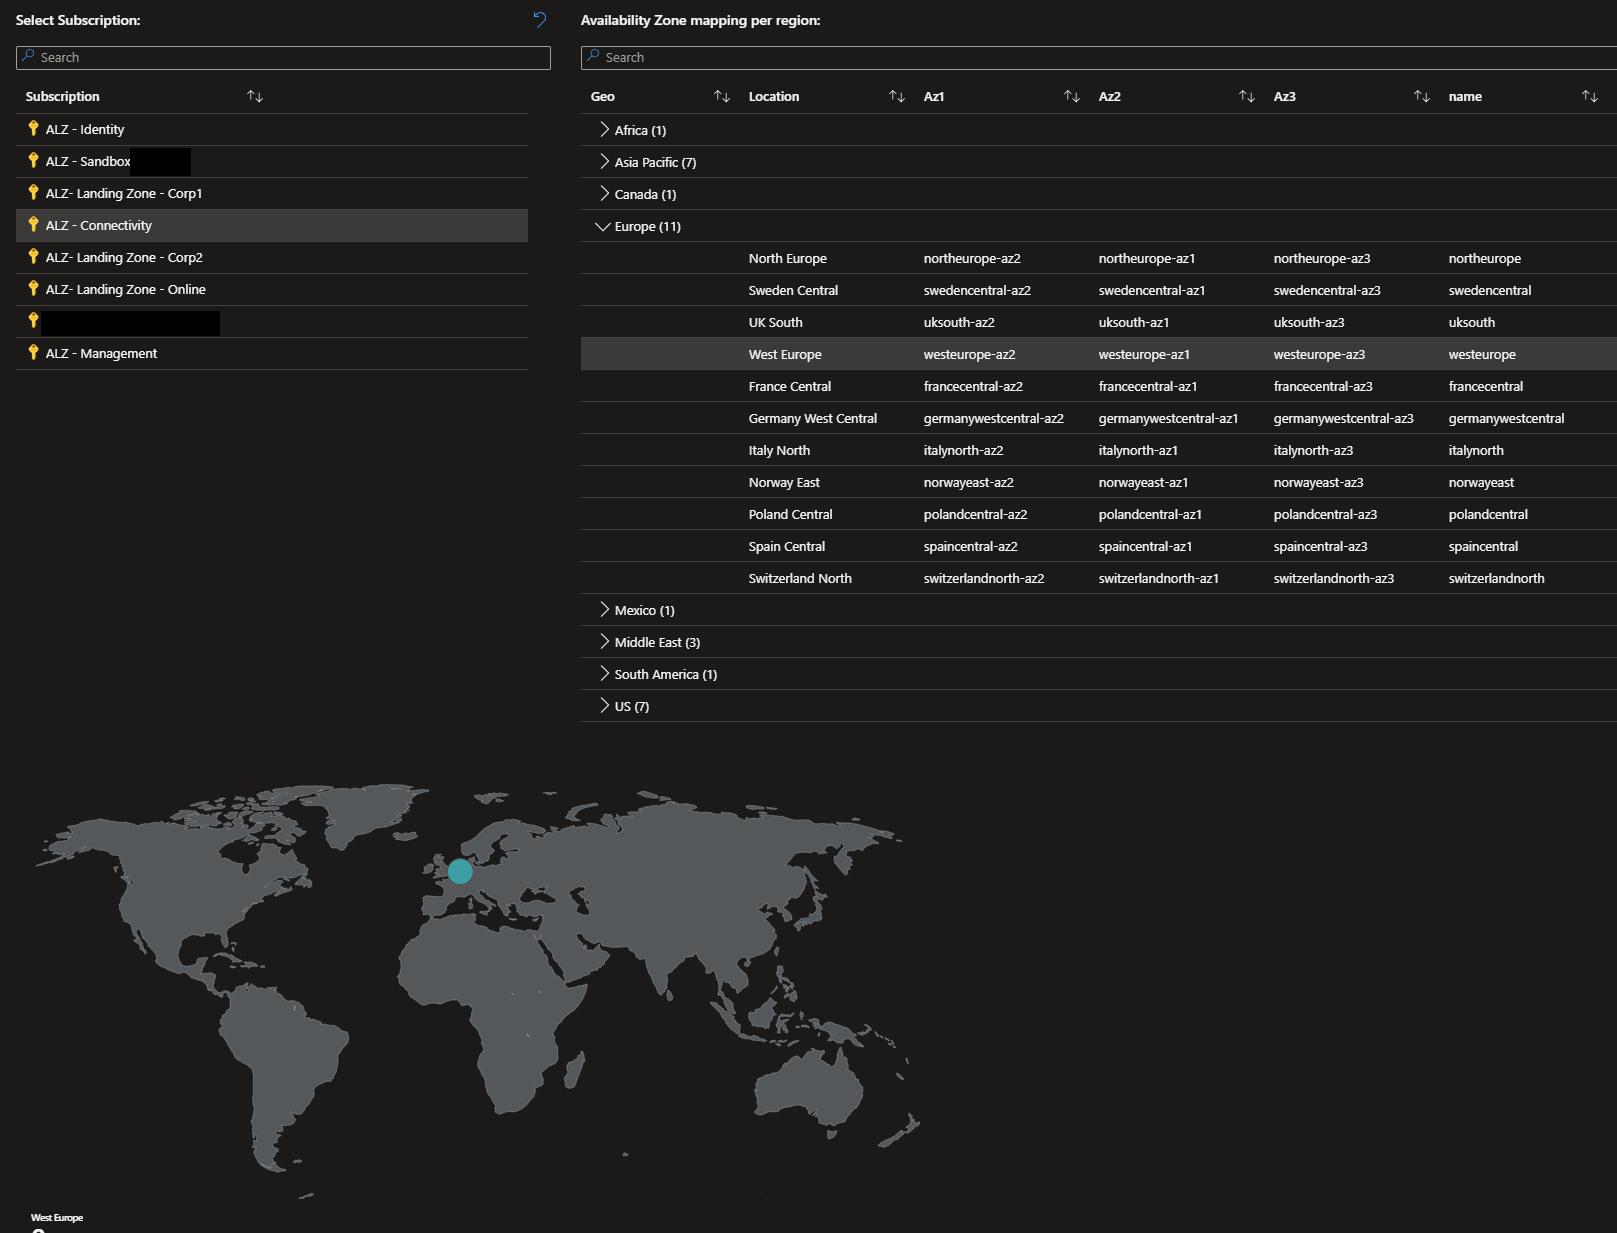 Select Subscription:
Search
Subscription
ALZ - Identity
ALZ - Sandbox
ALZ- Landing Zone - Corp1
ALZ - Connectivity
ALZ- Landing Zone - Corp2
ALZ- Landing Zone - Online
ALZ - Management
Availability Zone mapping per region:
Search
Geo Location Az1 Az2 Az3 name
Africa (1)
Asia Pacific (7)
Canada (1)
Europe (11)
North Europe northeurope-az2 northeurope-az1 northeurope-az3 northeurope
Sweden Central swedencentral-az2 swedencentral-az1 swedencentral-az3 swedencentral
UK South uksouth-az2 uksouth-az1 uksouth-az3 uksouth
West Europe westeurope-az2 westeurope-az1 westeurope-az3 westeurope
France Central francecentral-az2 francecentral-az1 francecentral-az3 francecentral
Germany West Central germanywestcentral-az2 germanywestcentral-az1 germanywestcentral-az3 germanywestcentral
Italy North italynorth-az2 italynorth-az1 italynorth-az3 italynorth
Norway East norwayeast-az2 norwayeast-az1 norwayeast-az3 norwayeast
Poland Central polandcentral-az2 polandcentral-az1 polandcentral-az3 polandcentral
Spain Central spaincentral-az2 spaincentral-az1 spaincentral-az3 spaincentral
Switzerland North switzerlandnorth-az2 switzerlandnorth-az1 switzerlandnorth-az3 switzerlandnorth
Mexico (1)
Middle East (3)
South America (1)
US (7)
West Europe